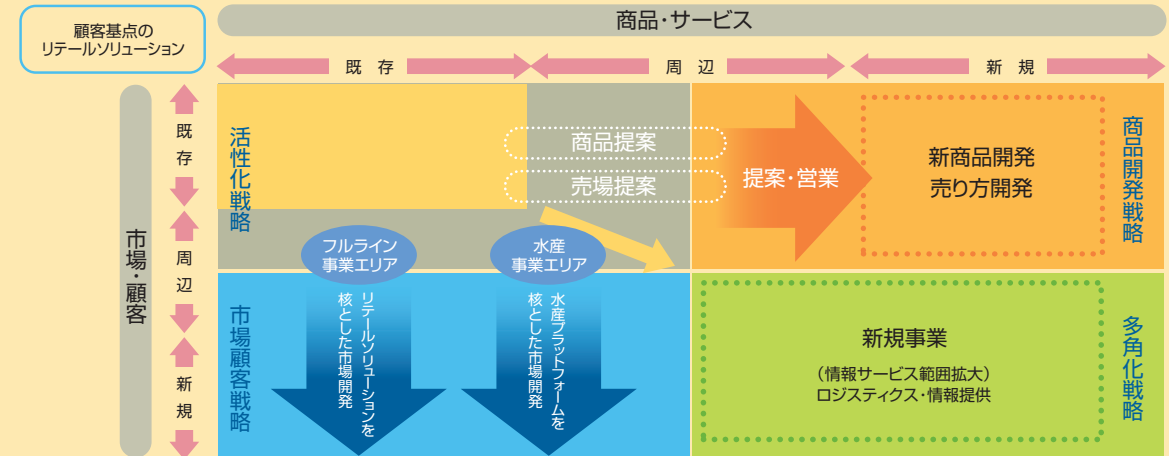 顧客基点の
リテールソリューション
商品・サービス
既存
周辺
新規
市場・顧客
既存
周辺
新規
活性化戦略
商品提案
売場提案
提案・営業
新商品開発
売り方開発
商品開発戦略
フルライン
事業エリア
水産
事業エリア
市場顧客戦略
リテールソリューションを
核とした市場開発
水産プラットフォームを
核とした市場開発
新規事業
(情報サービス範囲拡大)
ロジスティクス・情報提供
多角化戦略